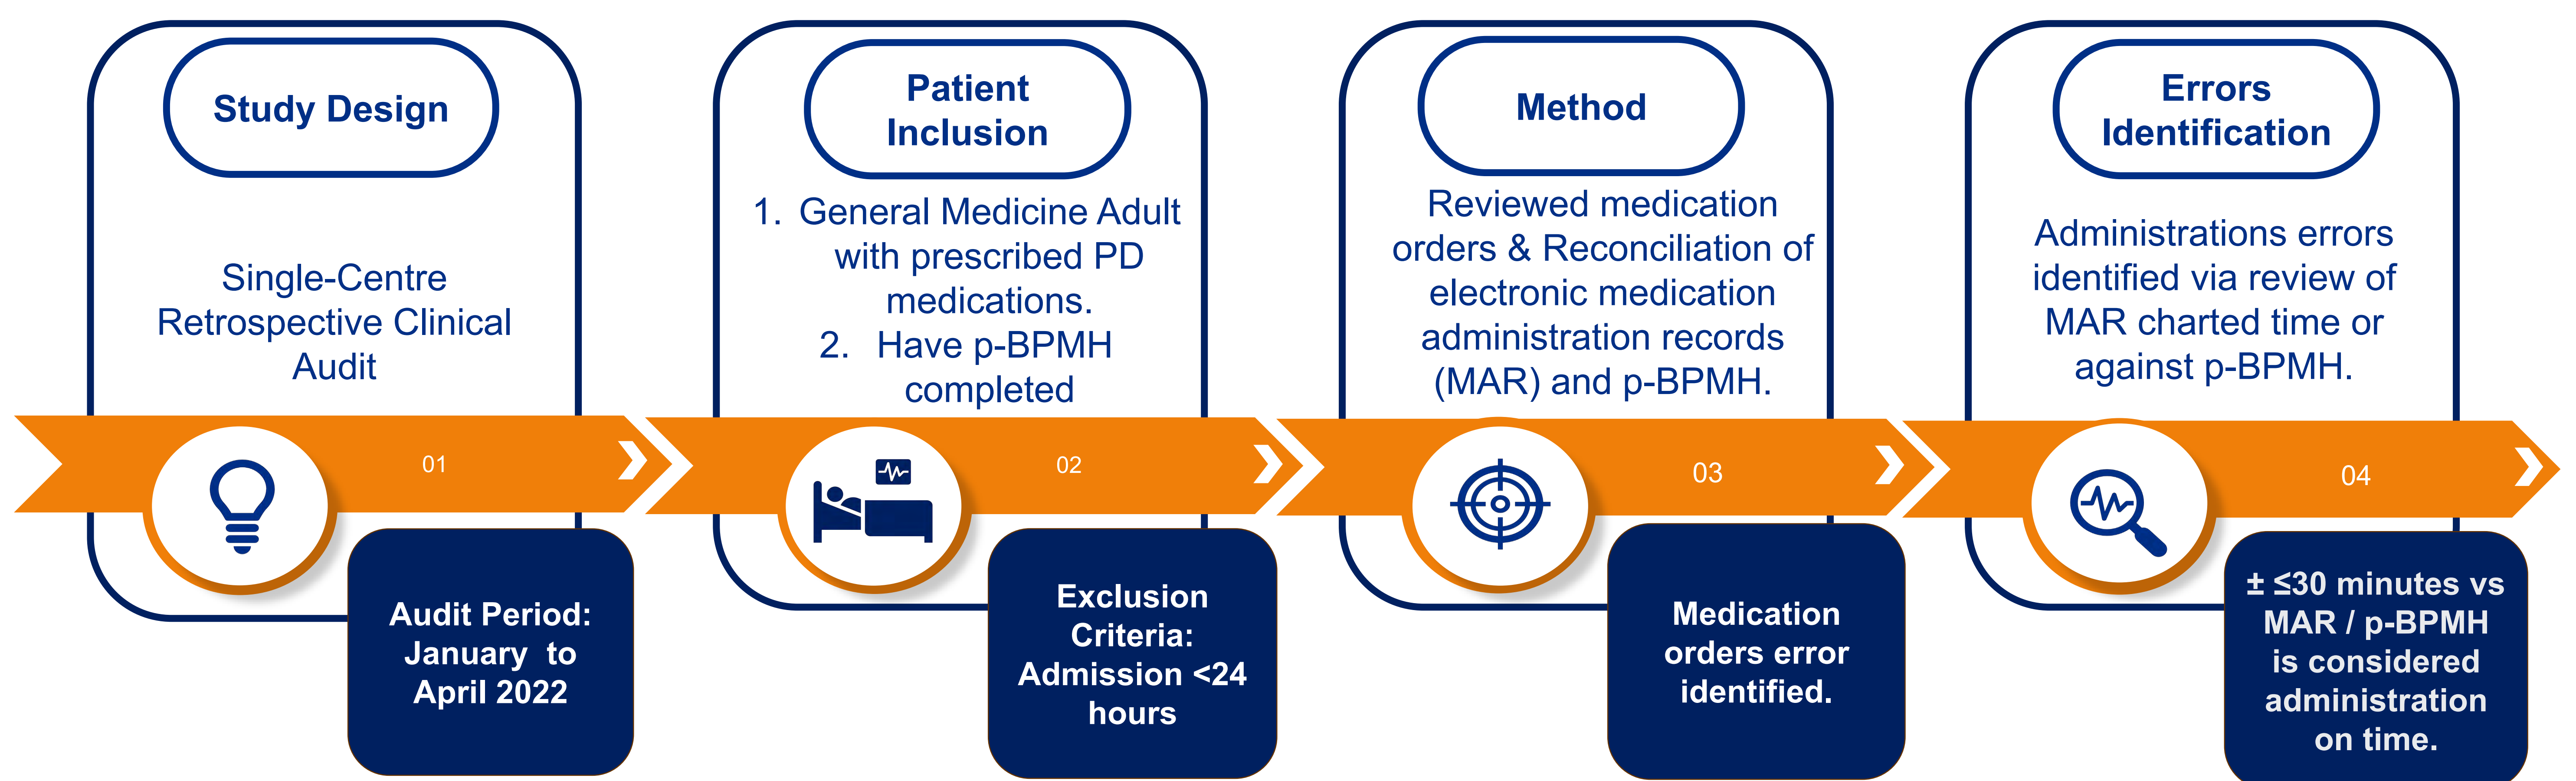 Study Design
Single-Centre
Retrospective Clinical
Audit
01
Audit Period:
January to
April 2022
Patient
Inclusion
1. General Medicine Adult
with prescribed PD
medications.
2. Have p-BPMH
completed
02
Exclusion
Criteria:
Admission <24
hours
Method
Reviewed medication
orders & Reconciliation of
electronic medication
administration records
(MAR) and p-BPMH.
03
Medication
orders error
identified.
Errors
Identification
Administrations errors
identified via review of
MAR charted time or
against p-BPMH.
04
± ≤30 minutes vs
MAR / p-BPMH
is considered
administration
on time.